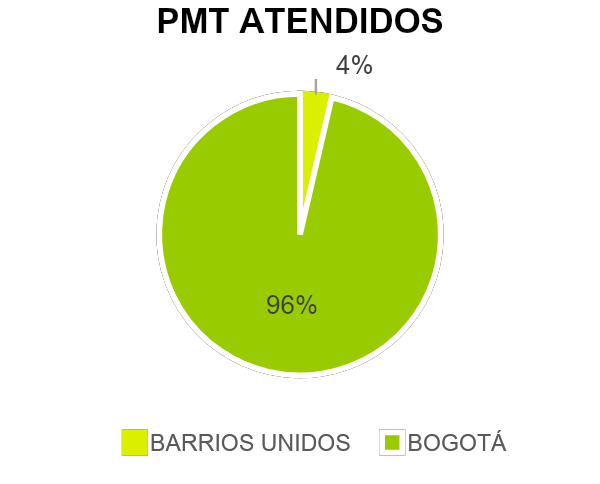 PMT ATENDIDOS
4%
96%
BARRIOS UNIDOS
BOGOTÁ